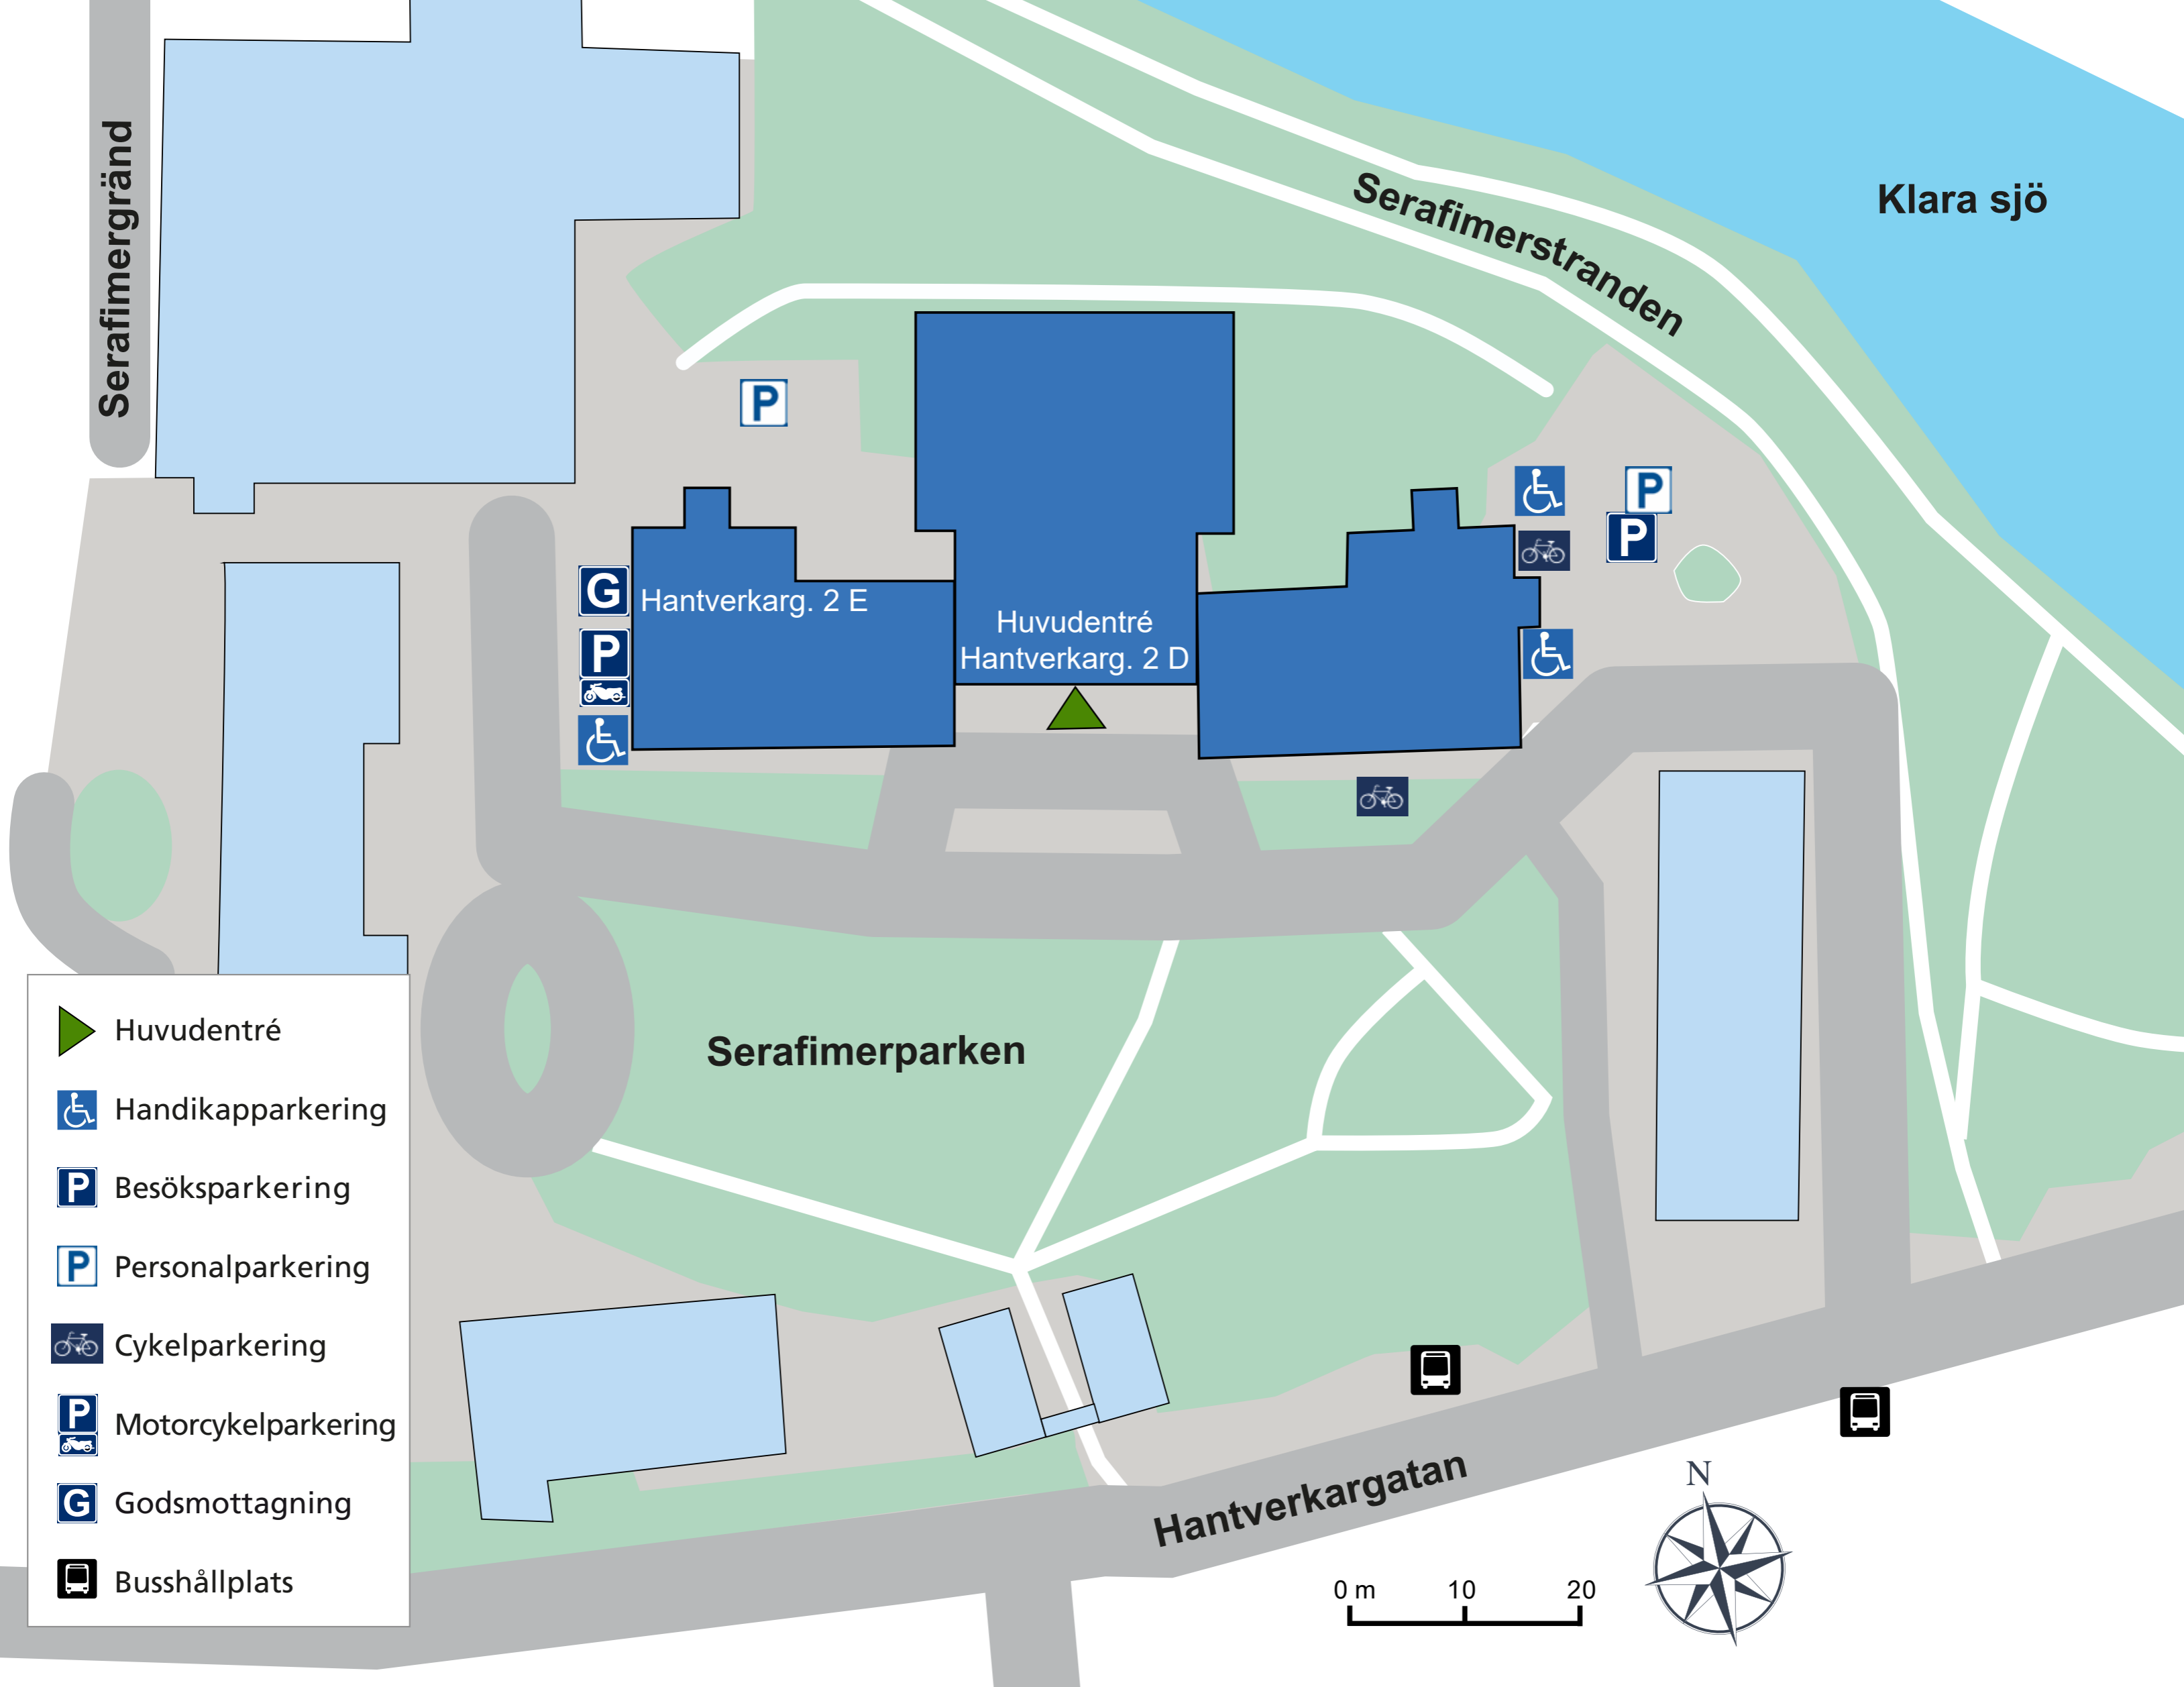 Serafimergränd
Klara sjö
Serafimerstranden
P
P
P
G
Hantverkarg. 2 E
P
Huvudentré
Hantverkarg. 2 D
Serafimerparken
Huvudentré
Handikapparkering
P Besöksparkering
P Personalparkering
Cykelparkering
P Motorcykelparkering
G Godsmottagning
Busshållplats
Hantverkargatan
N
0 m 10 20